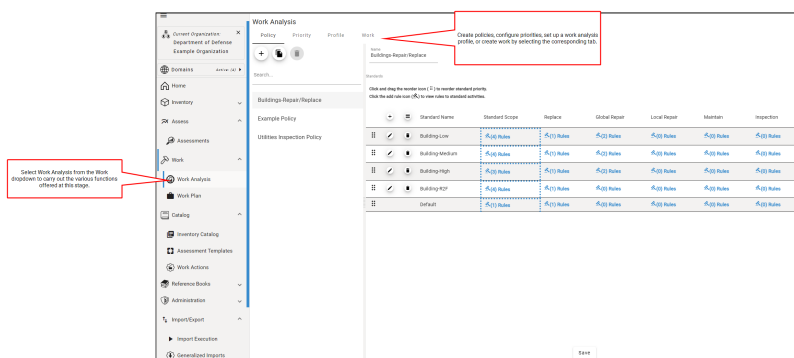 Current Organization: ×
Department of Defense
Example Organization
Domains Active: (4)
Home
Inventory
Assess
Assessments
Work
Work Analysis
Work Plan
Catalog
Inventory Catalog
Assessment Templates
Work Actions
Reference Books
Administration
Import/Export
Import Execution
Generalized Imports
Select Work Analysis from the Work
dropdown to carry out the various functions
offered at this stage.
Work Analysis
Policy Priority Profile Work
Create policies, configure priorities, set up a work analysis
profile, or create work by selecting the corresponding tab.
Search...
Buildings-Repair/Replace
Example Policy
Utilities Inspection Policy
Name
Buildings-Repair/Replace
Standards
Click and drag the reorder icon ( ⠿ ) to reorder standard priority.
Click the add rule icon ( ) to view rules to standard activities.
Standard Name Standard Scope Replace Global Repair Local Repair Maintain Inspection
Building-Low (4) Rules (1) Rules (2) Rules (0) Rules (0) Rules (0) Rules
Building-Medium (4) Rules (1) Rules (2) Rules (0) Rules (0) Rules (0) Rules
Building-High (3) Rules (1) Rules (2) Rules (0) Rules (0) Rules (0) Rules
Building-R2F (4) Rules (1) Rules (0) Rules (0) Rules (0) Rules (0) Rules
Default (1) Rules (1) Rules (0) Rules (0) Rules (0) Rules (0) Rules
Save